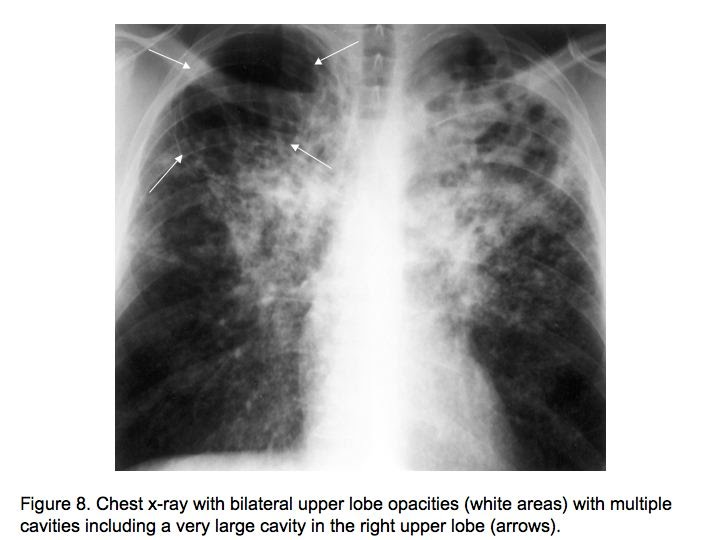 Figure 8. Chest x-ray with bilateral upper lobe opacities (white areas) with multiple
cavities including a very large cavity in the right upper lobe (arrows).